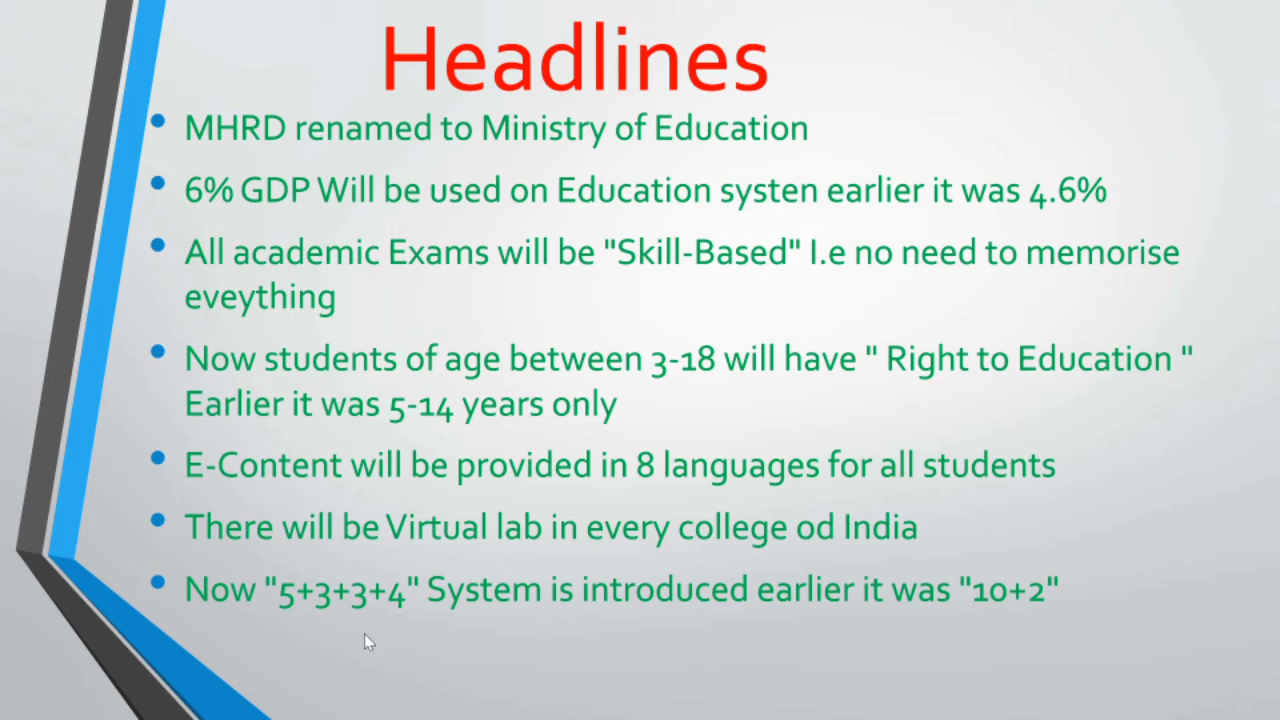 Headlines
• MHRD renamed to Ministry of Education
• 6% GDP Will be used on Education systen earlier it was 4.6%
• All academic Exams will be "Skill-Based" I.e no need to memorise
eveything
• Now students of age between 3-18 will have " Right to Education "
Earlier it was 5-14 years only
• E-Content will be provided in 8 languages for all students
• There will be Virtual lab in every college od India
• Now "5+3+3+4" System is introduced earlier it was "10+2"